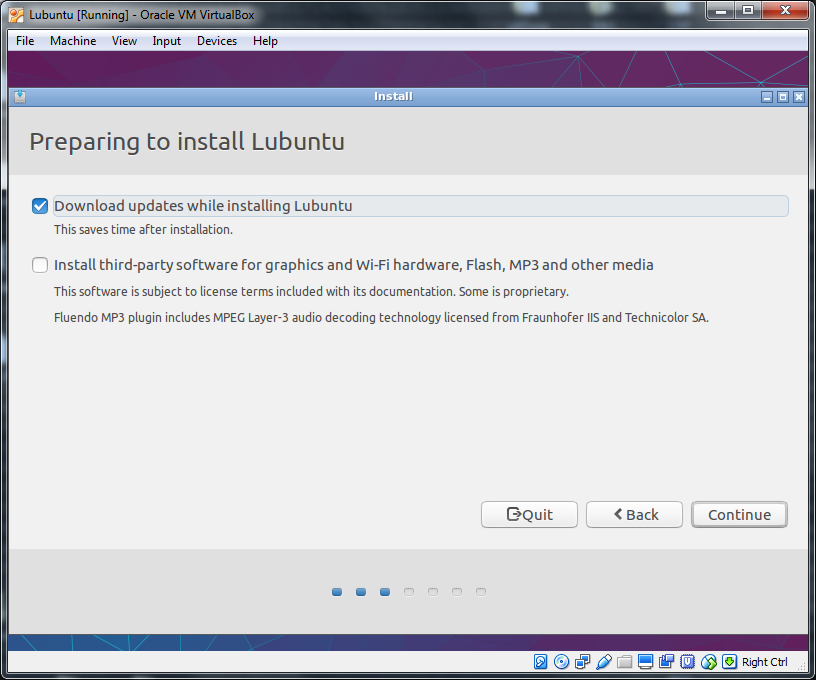 Lubuntu [Running] - Oracle VM VirtualBox
File Machine View Input Devices Help
Install
Preparing to install Lubuntu
Download updates while installing Lubuntu
This saves time after installation.
Install third-party software for graphics and Wi-Fi hardware, Flash, MP3 and other media
This software is subject to license terms included with its documentation. Some is proprietary.
Fluendo MP3 plugin includes MPEG Layer-3 audio decoding technology licensed from Fraunhofer IIS and Technicolor SA.
Quit Back Continue
Right Ctrl